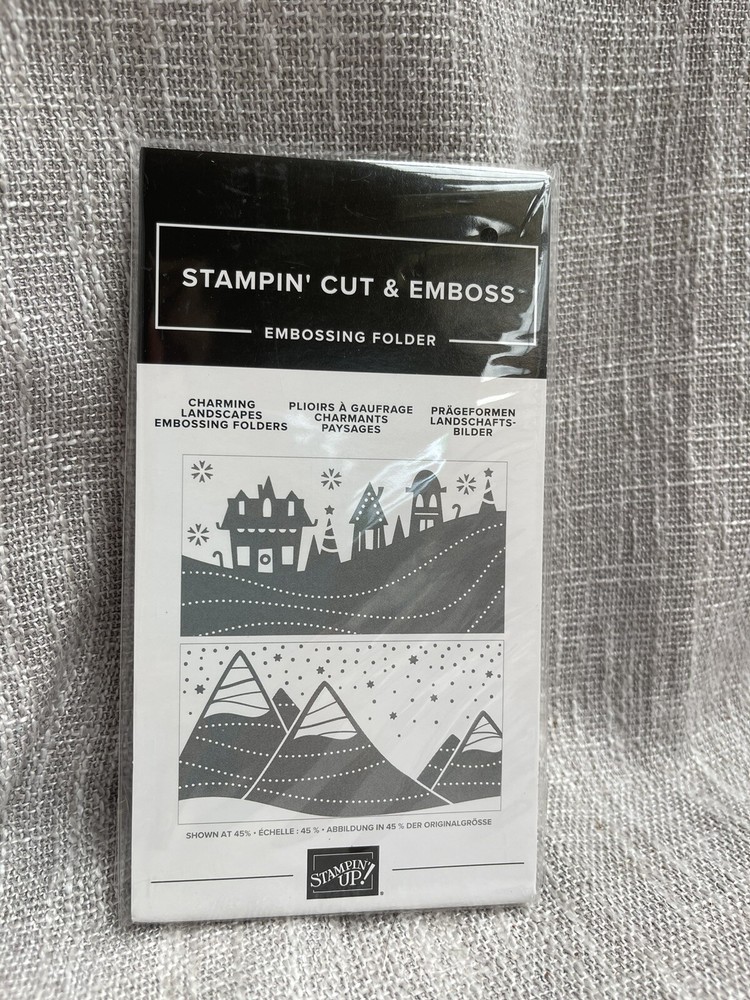 STAMPIN' CUT & EMBOSS
EMBOSSING FOLDER
CHARMING
LANDSCAPES
EMBOSSING FOLDERS
PLIOIRS À GAUFRAGE
CHARMANTS
PAYSAGES
PRÄGEFORMEN
LANDSCHAFTS-
BILDER
SHOWN AT 45% • ÉCHELLE : 45 % • ABBILDUNG IN 45 % DER ORIGINALGRÖSSE
STAMPIN'
UP!®